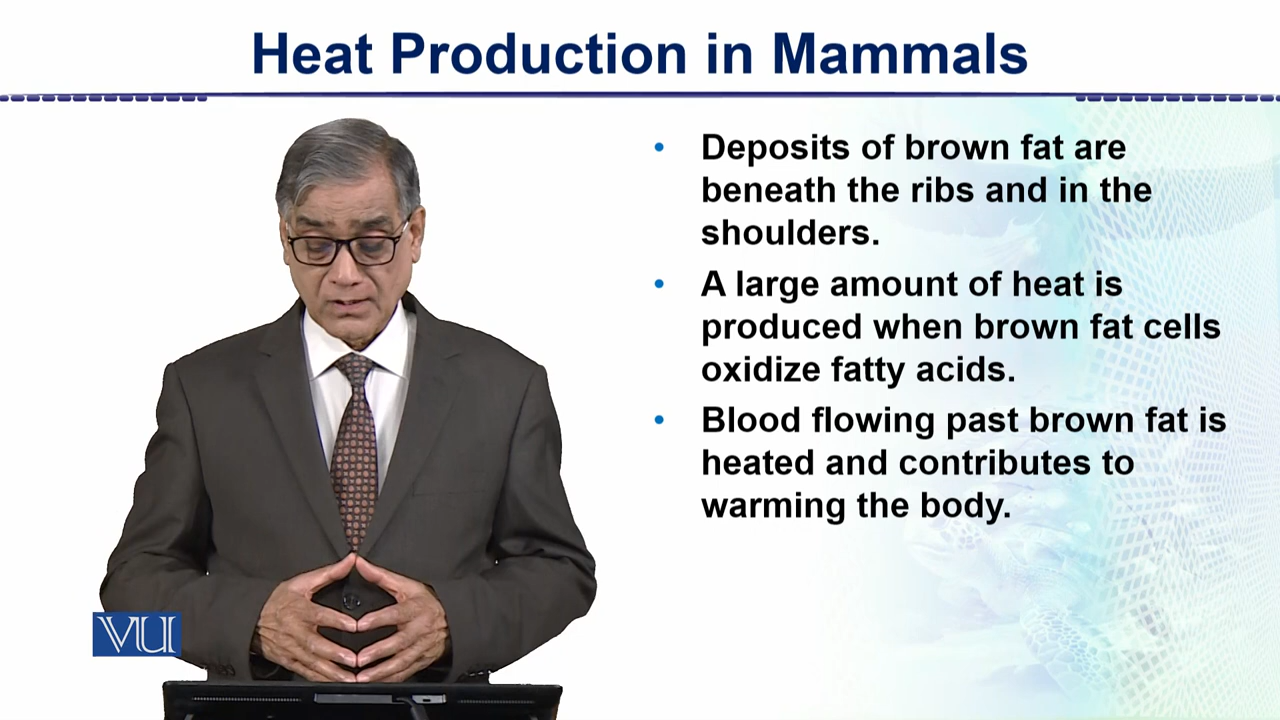 Heat Production in Mammals
• Deposits of brown fat are
beneath the ribs and in the
shoulders.
• A large amount of heat is
produced when brown fat cells
oxidize fatty acids.
• Blood flowing past brown fat is
heated and contributes to
warming the body.
VU